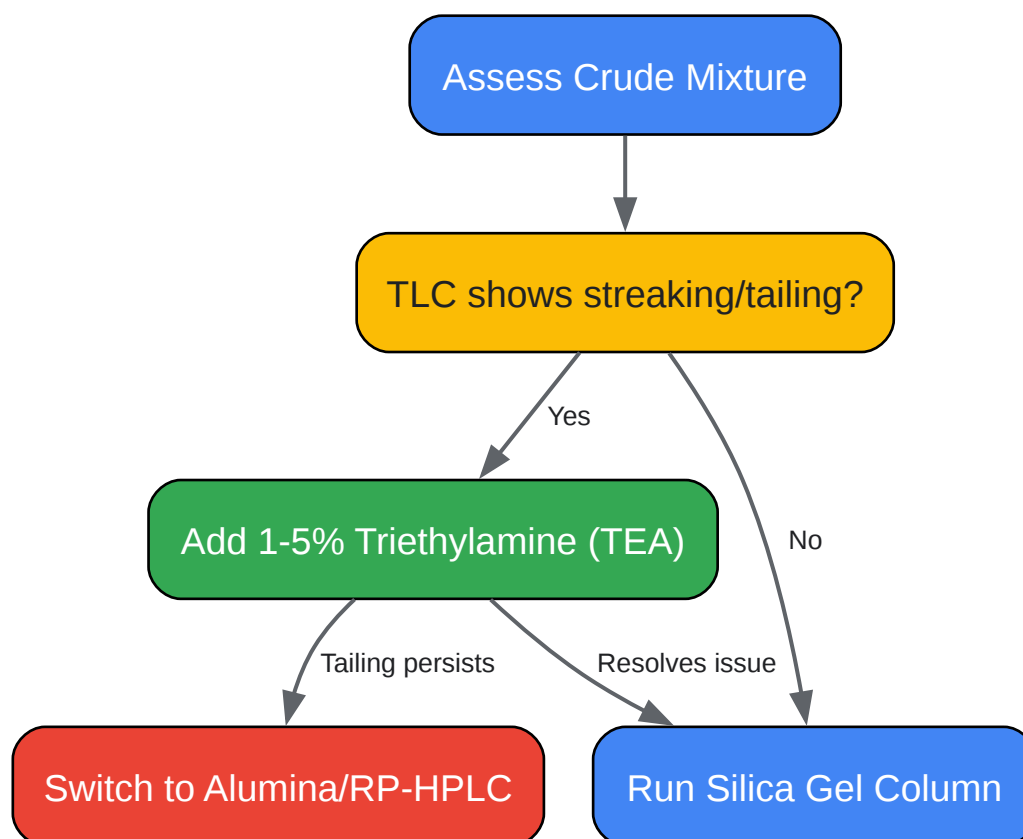 Assess Crude Mixture
TLC shows streaking/tailing?
Yes
Add 1-5% Triethylamine (TEA)
No
Tailing persists
Resolves issue
Switch to Alumina/RP-HPLC
Run Silica Gel Column